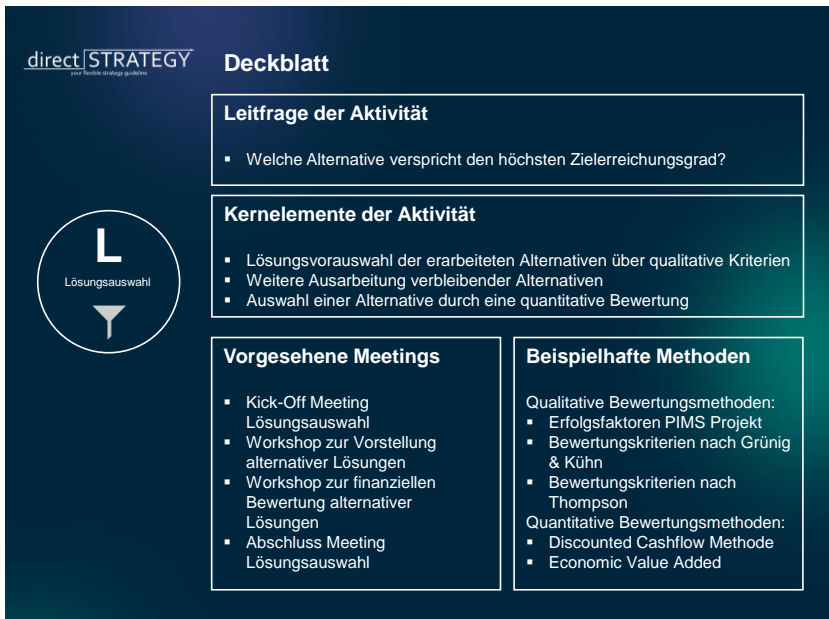 direct STRATEGY
your flexible strategy guideline
Deckblatt
Leitfrage der Aktivität
▪ Welche Alternative verspricht den höchsten Zielerreichungsgrad?
L
Lösungsauswahl
Kernelemente der Aktivität
▪ Lösungsvorauswahl der erarbeiteten Alternativen über qualitative Kriterien
▪ Weitere Ausarbeitung verbleibender Alternativen
▪ Auswahl einer Alternative durch eine quantitative Bewertung
Vorgesehene Meetings
▪ Kick-Off Meeting
Lösungsauswahl
▪ Workshop zur Vorstellung
alternativer Lösungen
▪ Workshop zur finanziellen
Bewertung alternativer
Lösungen
▪ Abschluss Meeting
Lösungsauswahl
Beispielhafte Methoden
Qualitative Bewertungsmethoden:
▪ Erfolgsfaktoren PIMS Projekt
▪ Bewertungskriterien nach Grünig
& Kühn
▪ Bewertungskriterien nach
Thompson
Quantitative Bewertungsmethoden:
▪ Discounted Cashflow Methode
▪ Economic Value Added